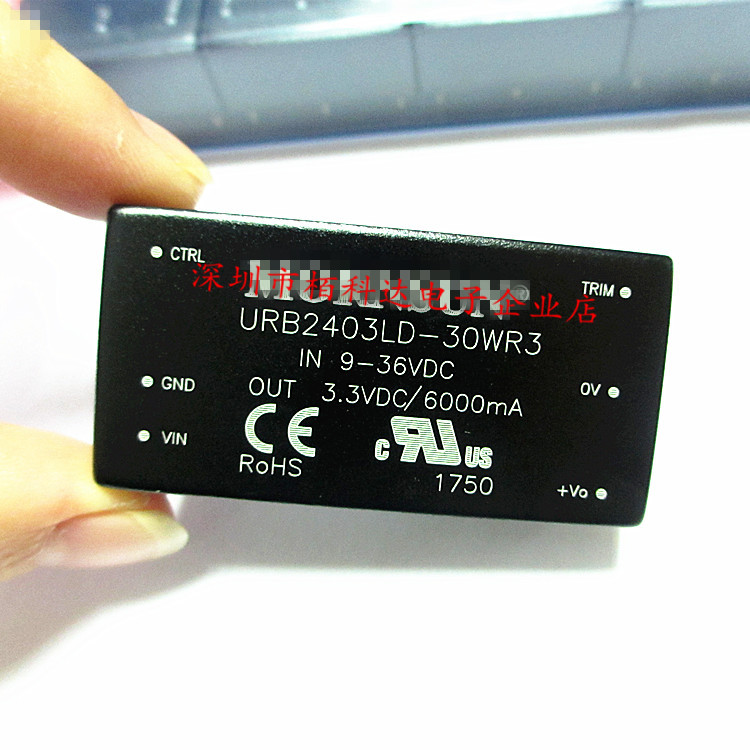 CTRL
深圳市栢科达电子企业店
TRIM
URB2403LD-30WR3
IN 9-36VDC
GND
OUT 3.3VDC/6000mA
0V
VIN
CE
c RU US
RoHS
1750
+Vo